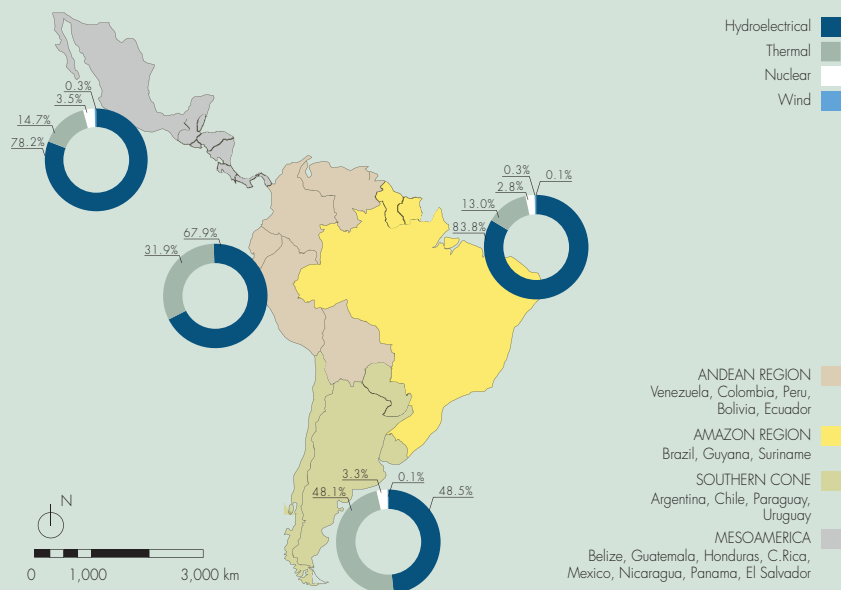 Hydroelectrical
Thermal
Nuclear
Wind
0.3%
3.5%
14.7%
78.2%
0.3%
0.1%
2.8%
13.0%
83.8%
67.9%
31.9%
3.3%
0.1%
48.1%
48.5%
ANDEAN REGION
Venezuela, Colombia, Peru,
Bolivia, Ecuador
AMAZON REGION
Brazil, Guyana, Suriname
SOUTHERN CONE
Argentina, Chile, Paraguay,
Uruguay
MESOAMERICA
Belize, Guatemala, Honduras, C.Rica,
Mexico, Nicaragua, Panama, El Salvador
N
0 1,000 3,000 km